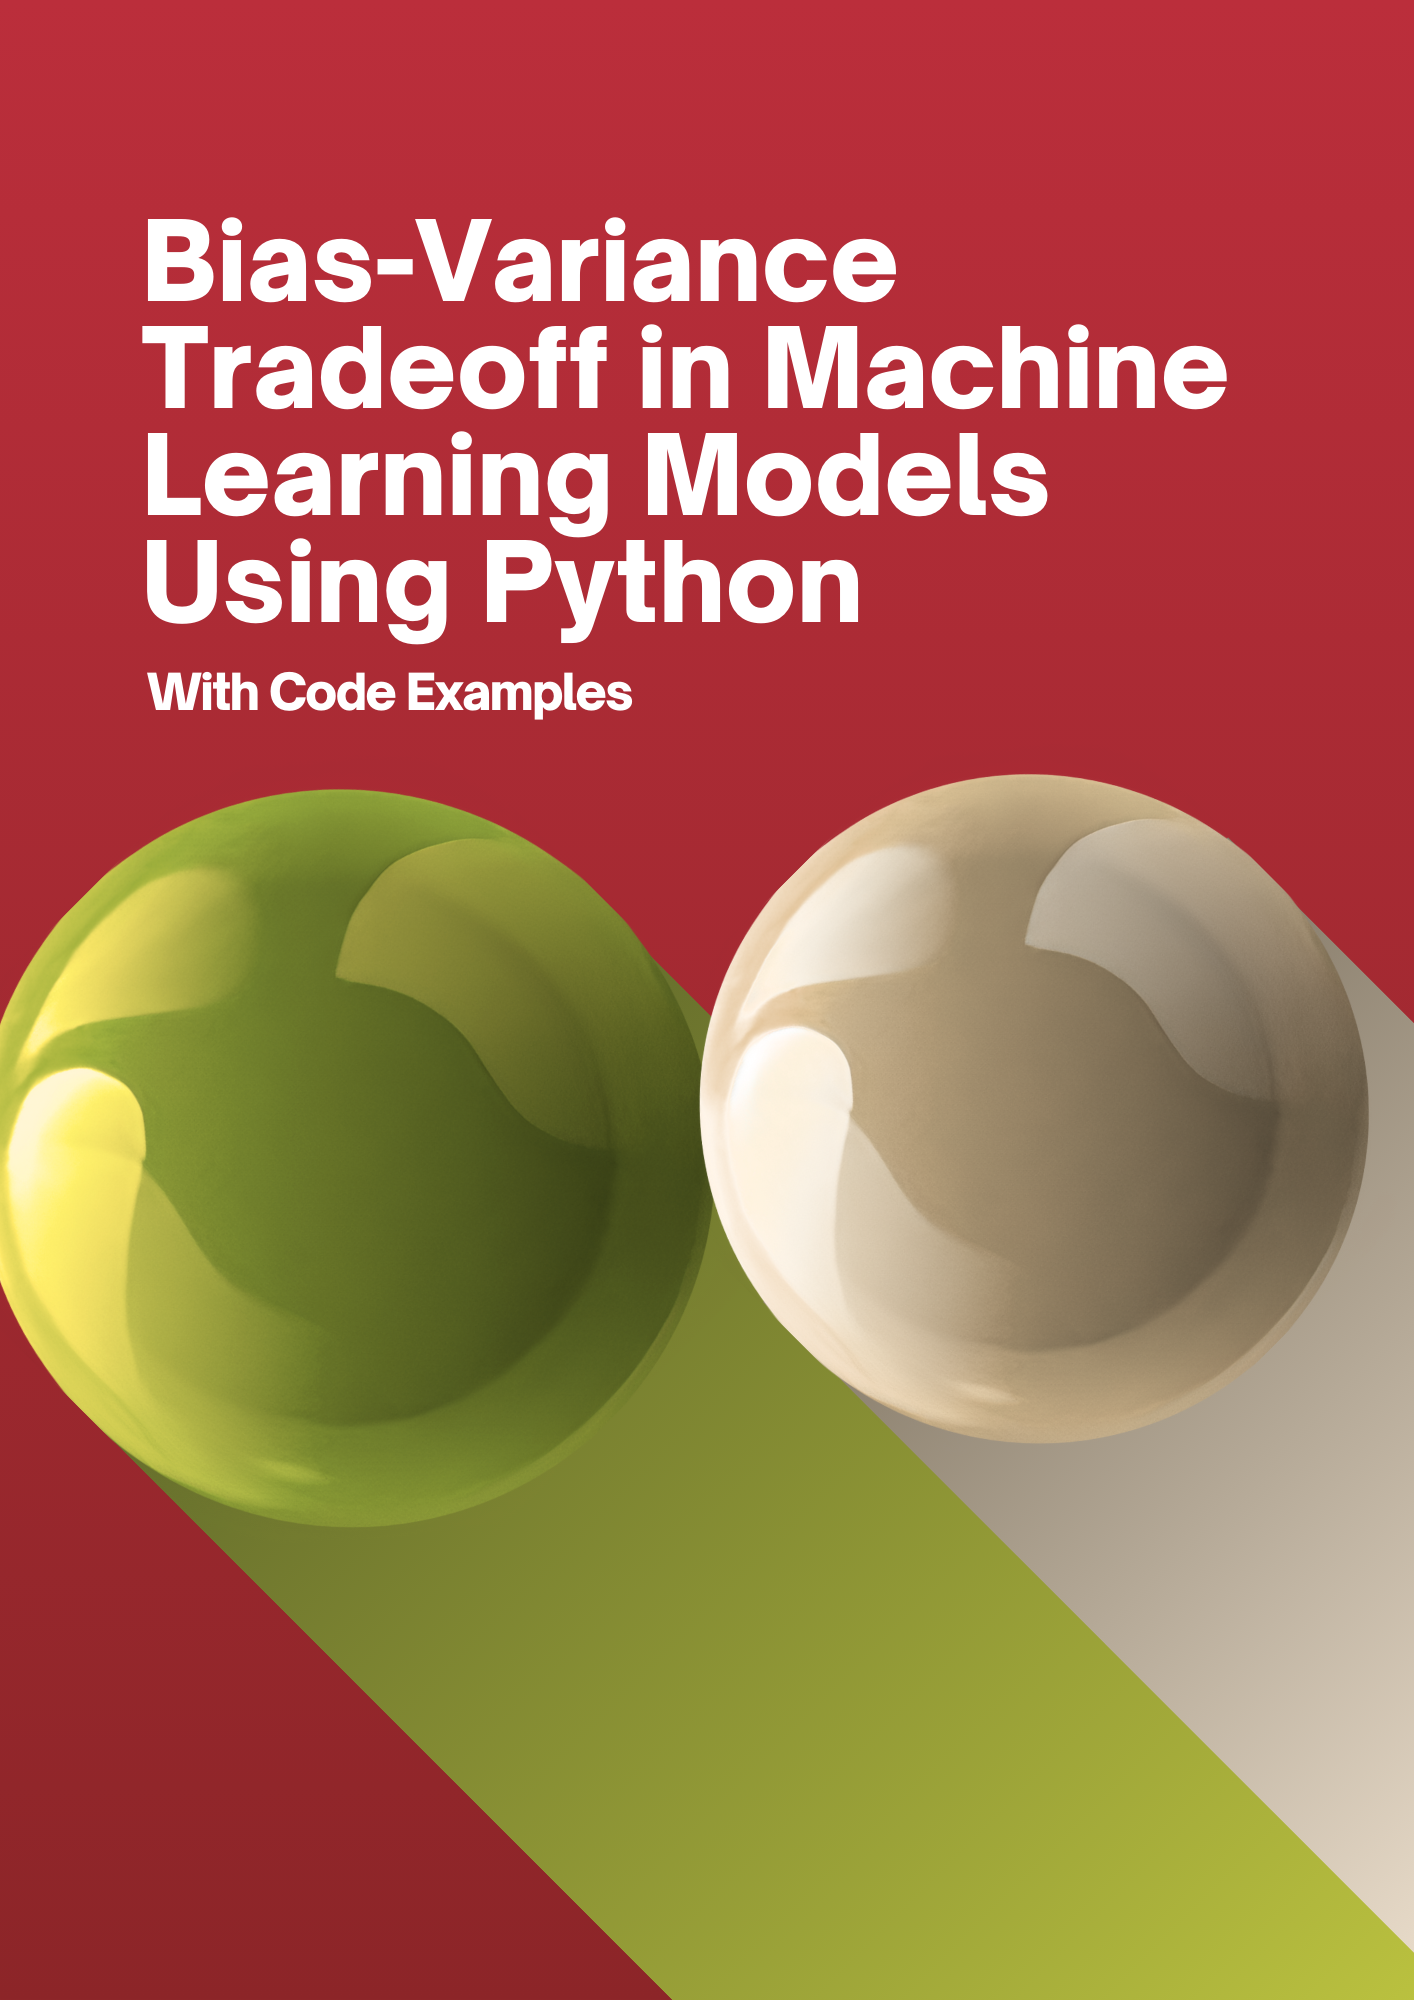 Bias-Variance
Tradeoff in Machine
Learning Models
Using Python
With Code Examples